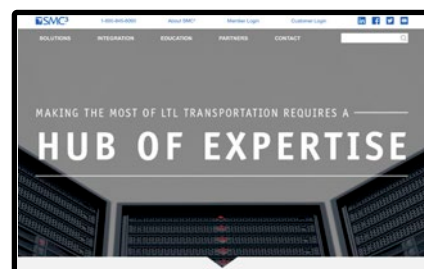 SMC³ 1-800-845-8090 About SMC³ Member Login Customer Login
SOLUTIONS INTEGRATION EDUCATION PARTNERS CONTACT
MAKING THE MOST OF LTL TRANSPORTATION REQUIRES A
HUB OF EXPERTISE